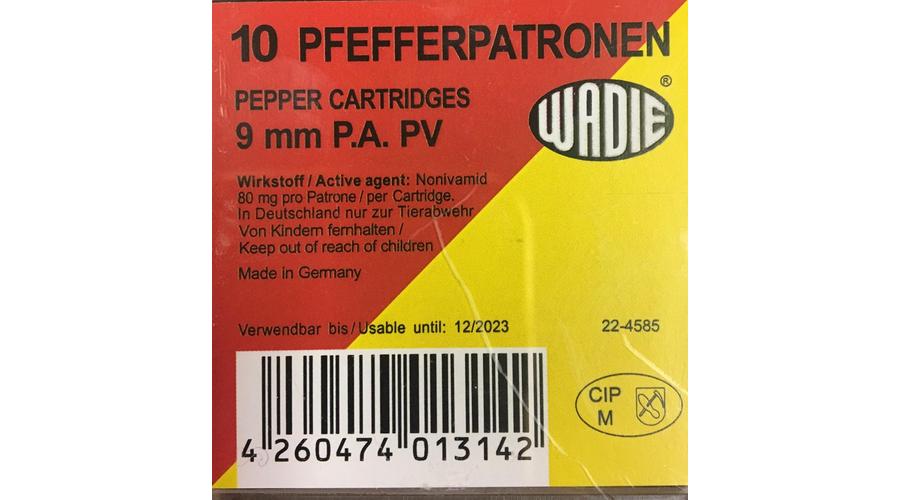 10 PFEFFERPATRONEN
PEPPER CARTRIDGES
9 mm P.A. PV
WADIE®
Wirkstoff / Active agent: Nonivamid
80 mg pro Patrone / per Cartridge.
In Deutschland nur zur Tierabwehr
Von Kindern fernhalten /
Keep out of reach of children
Made in Germany
Verwendbar bis / Usable until: 12/2023
22-4585
CIP
M
4 260474 013142